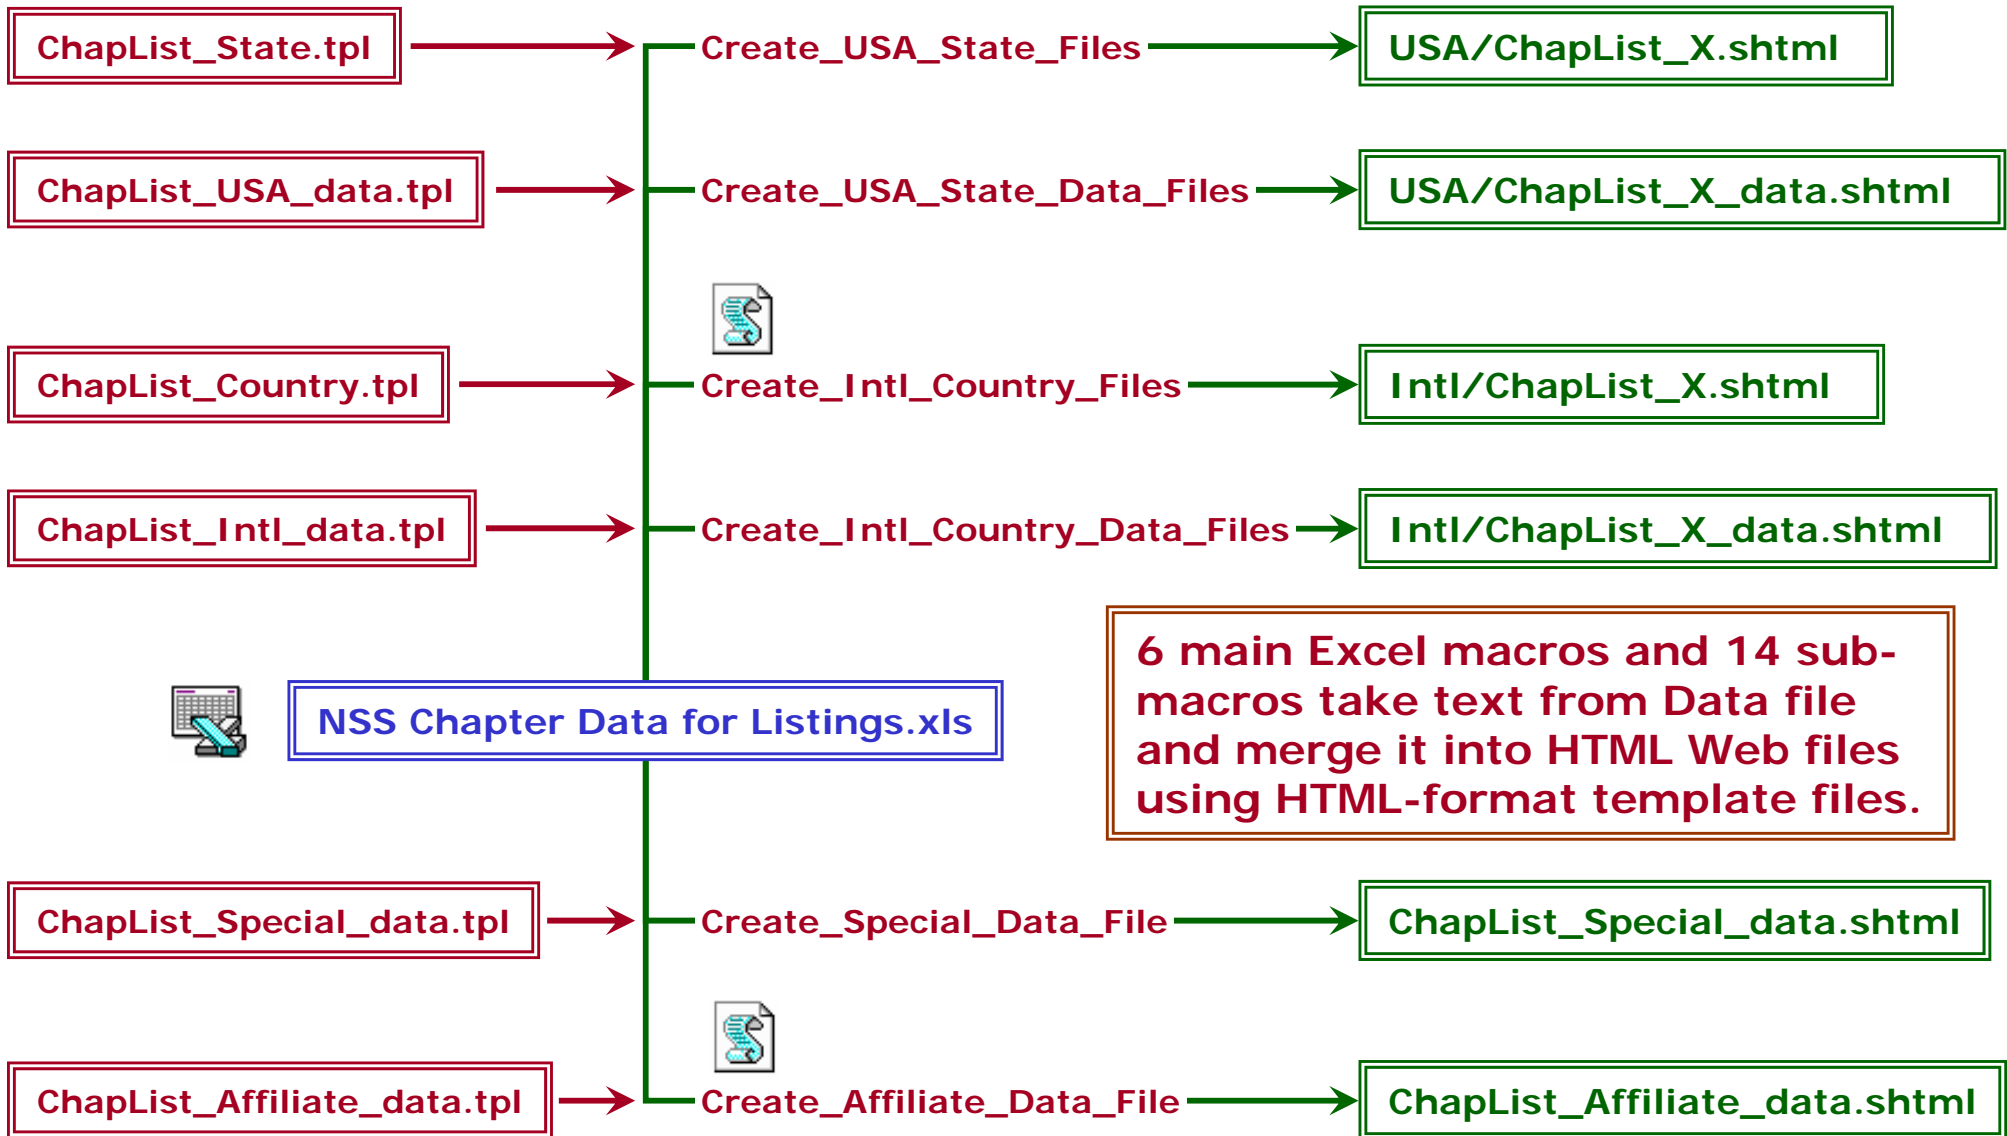 ChapList_State.tpl
Create_USA_State_Files
USA/ChapList_X.shtml
ChapList_USA_data.tpl
Create_USA_State_Data_Files
USA/ChapList_X_data.shtml
ChapList_Country.tpl
Create_Intl_Country_Files
Intl/ChapList_X.shtml
ChapList_Intl_data.tpl
Create_Intl_Country_Data_Files
Intl/ChapList_X_data.shtml
NSS Chapter Data for Listings.xls
6 main Excel macros and 14 sub-
macros take text from Data file
and merge it into HTML Web files
using HTML-format template files.
ChapList_Special_data.tpl
Create_Special_Data_File
ChapList_Special_data.shtml
ChapList_Affiliate_data.tpl
Create_Affiliate_Data_File
ChapList_Affiliate_data.shtml